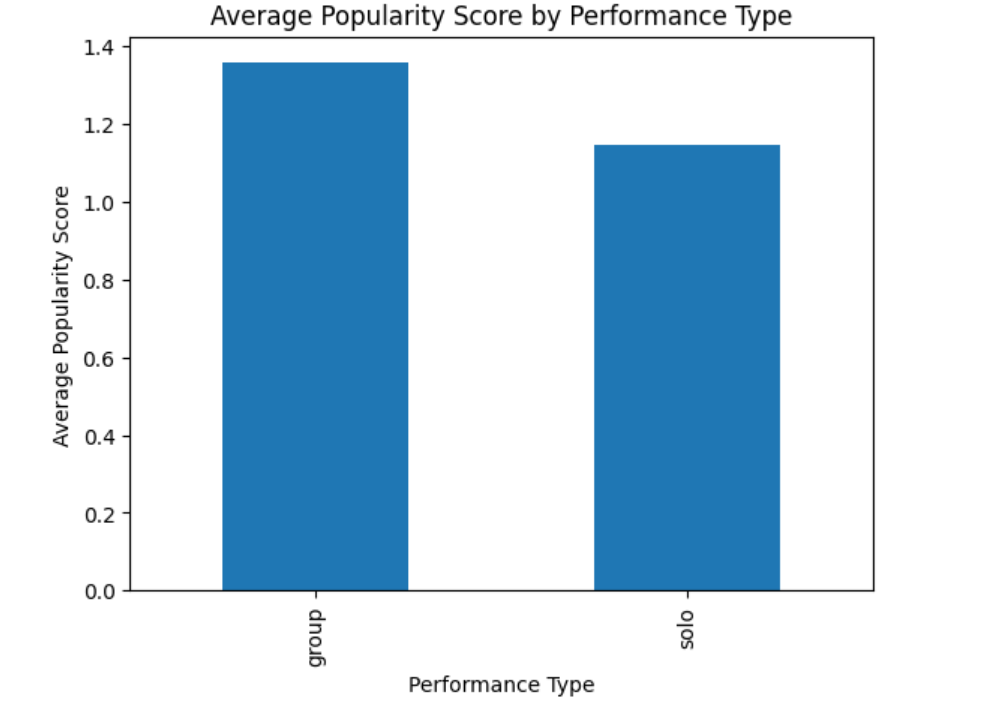 Average Popularity Score by Performance Type
Average Popularity Score
1.4
1.2
1.0
0.8
0.6
0.4
0.2
0.0
group
solo
Performance Type